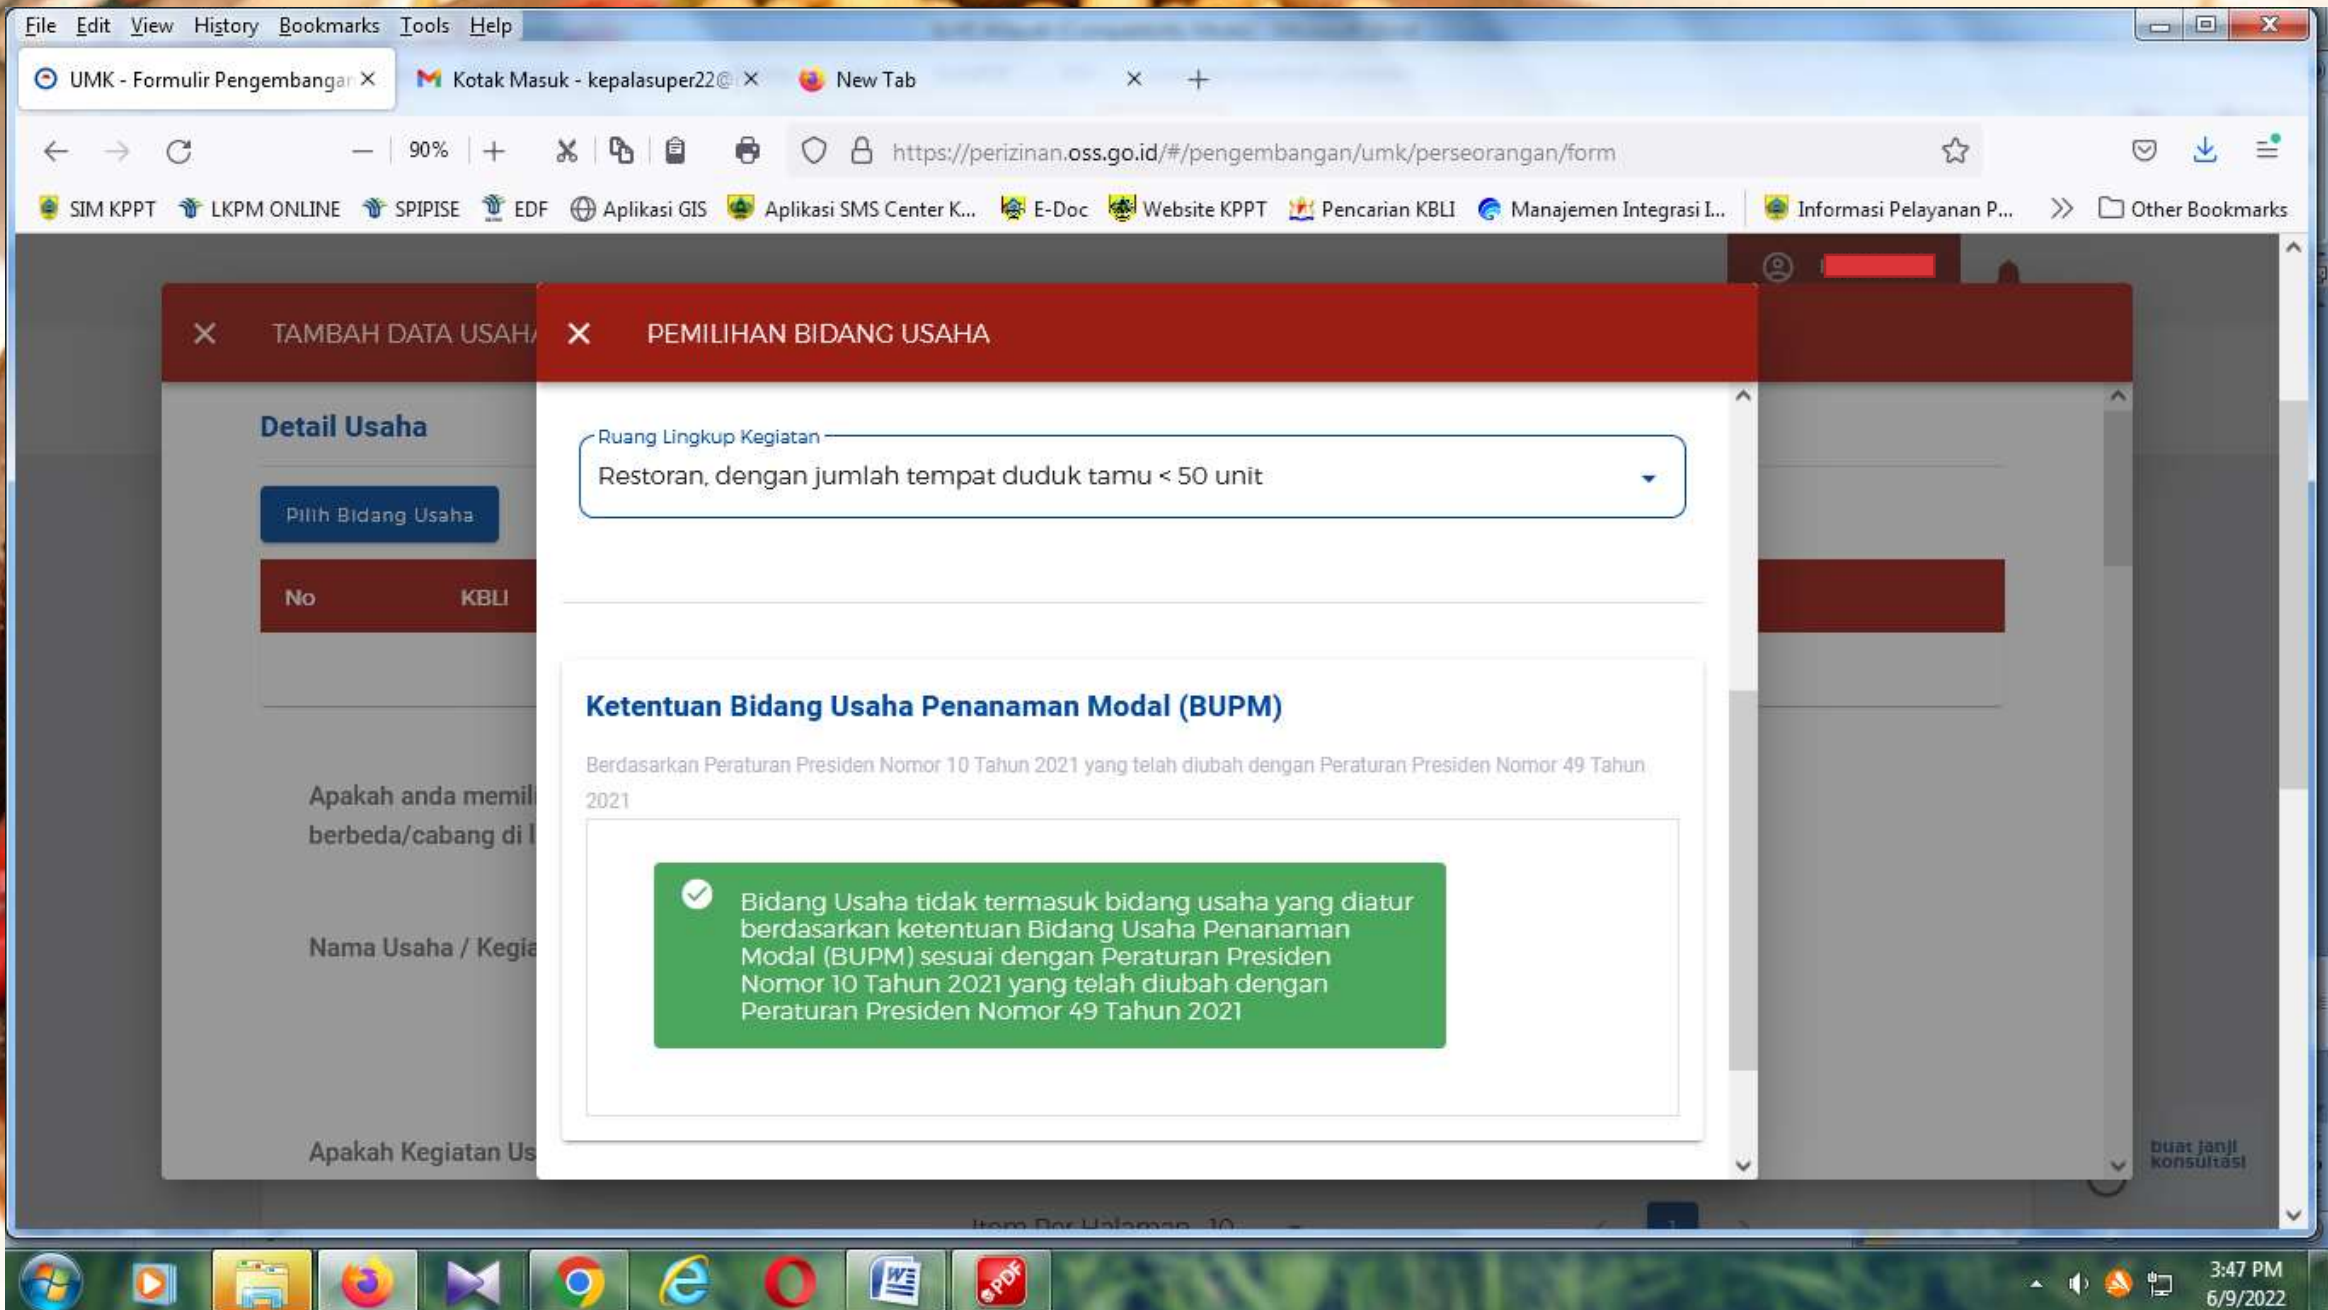 File Edit View History Bookmarks Tools Help
UMK - Formulir Pengembangan
Kotak Masuk - kepalasuper22@
New Tab
90%
https://perizinan.oss.go.id/#/pengembangan/umk/perseorangan/form
SIM KPPT LKPM ONLINE SPIPISE EDF Aplikasi GIS Aplikasi SMS Center K... E-Doc Website KPPT Pencarian KBLI Manajemen Integrasi I... Informasi Pelayanan P... Other Bookmarks
TAMBAH DATA USAHA
PEMILIHAN BIDANG USAHA
Detail Usaha
Pilih Bidang Usaha
No KBLI
Apakah anda memili
berbeda/cabang di l
Nama Usaha / Kegia
Apakah Kegiatan Us
Ruang Lingkup Kegiatan
Restoran, dengan jumlah tempat duduk tamu < 50 unit
Ketentuan Bidang Usaha Penanaman Modal (BUPM)
Berdasarkan Peraturan Presiden Nomor 10 Tahun 2021 yang telah diubah dengan Peraturan Presiden Nomor 49 Tahun
2021
Bidang Usaha tidak termasuk bidang usaha yang diatur
berdasarkan ketentuan Bidang Usaha Penanaman
Modal (BUPM) sesuai dengan Peraturan Presiden
Nomor 10 Tahun 2021 yang telah diubah dengan
Peraturan Presiden Nomor 49 Tahun 2021
buat janji
konsultasi
Item Per Halaman 10
1
PDF
3:47 PM
6/9/2022